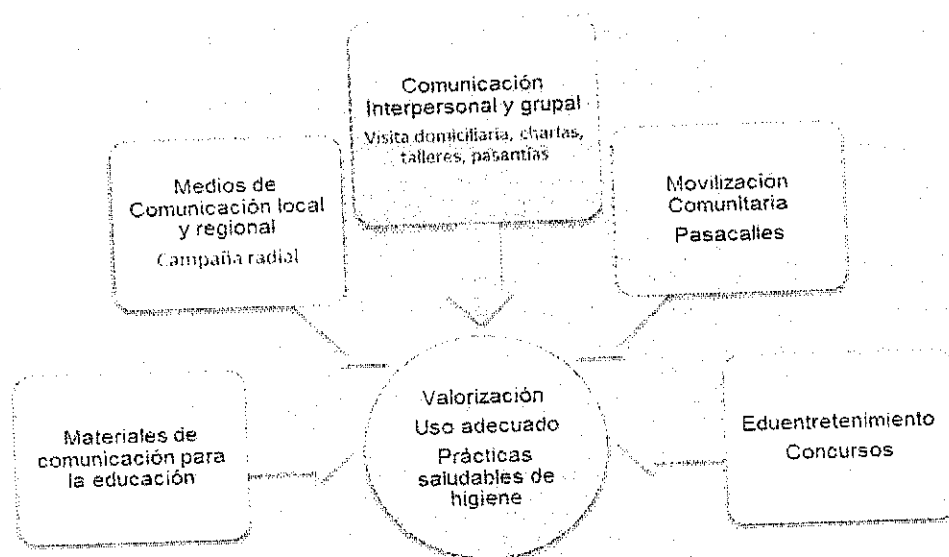 Comunicación
Interpersonal y grupal
Visita domiciliaria, charlas,
talleres, pasantías
Medios de
Comunicación local
y regional
Campaña radial
Movilización
Comunitaria
Pasacalles
Materiales de
comunicación para
la educación
Valorización
Uso adecuado
Prácticas
saludables de
higiene
Eduentretenimiento
Concursos